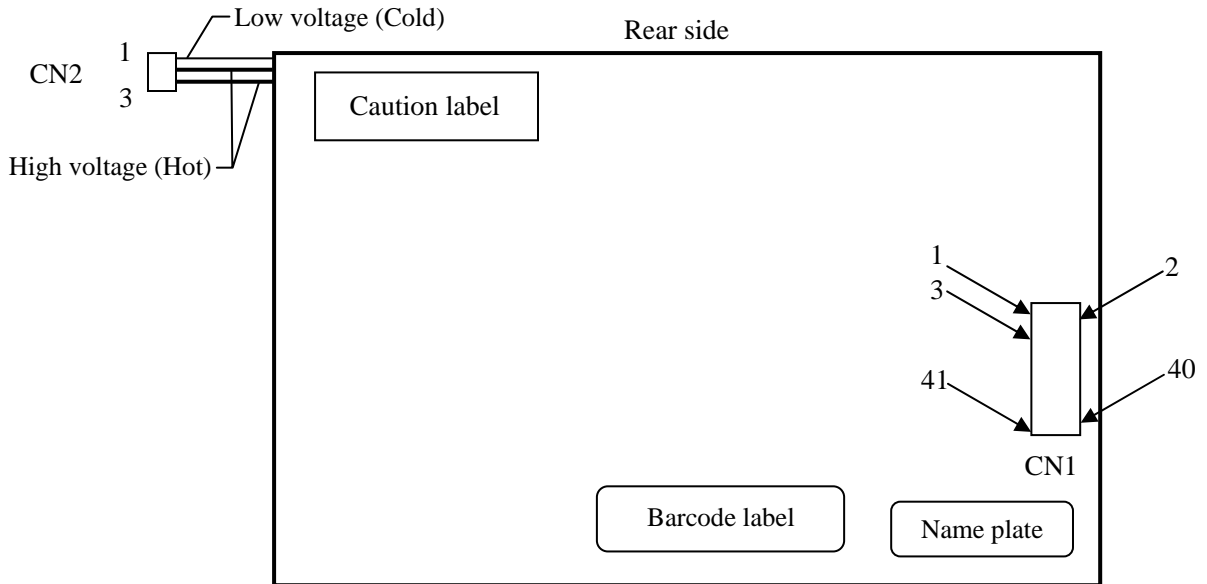 Low voltage (Cold)
Rear side
1
CN2
3
Caution label
High voltage (Hot)
1
2
3
41
40
CN1
Barcode label
Name plate